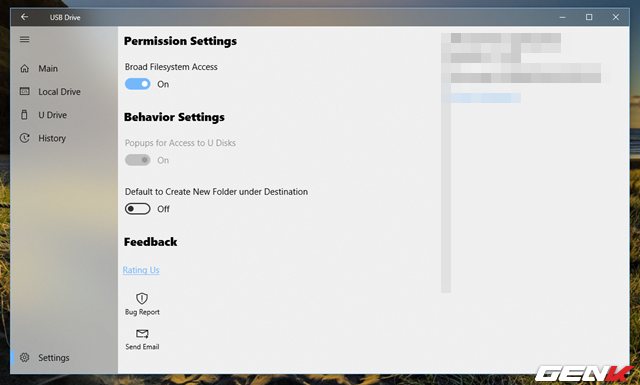 USB Drive
Main
Local Drive
U Drive
History
Settings
Permission Settings
Broad Filesystem Access
On
Behavior Settings
Popups for Access to U Disks
On
Default to Create New Folder under Destination
Off
Feedback
Rating Us
Bug Report
Send Email
GENK